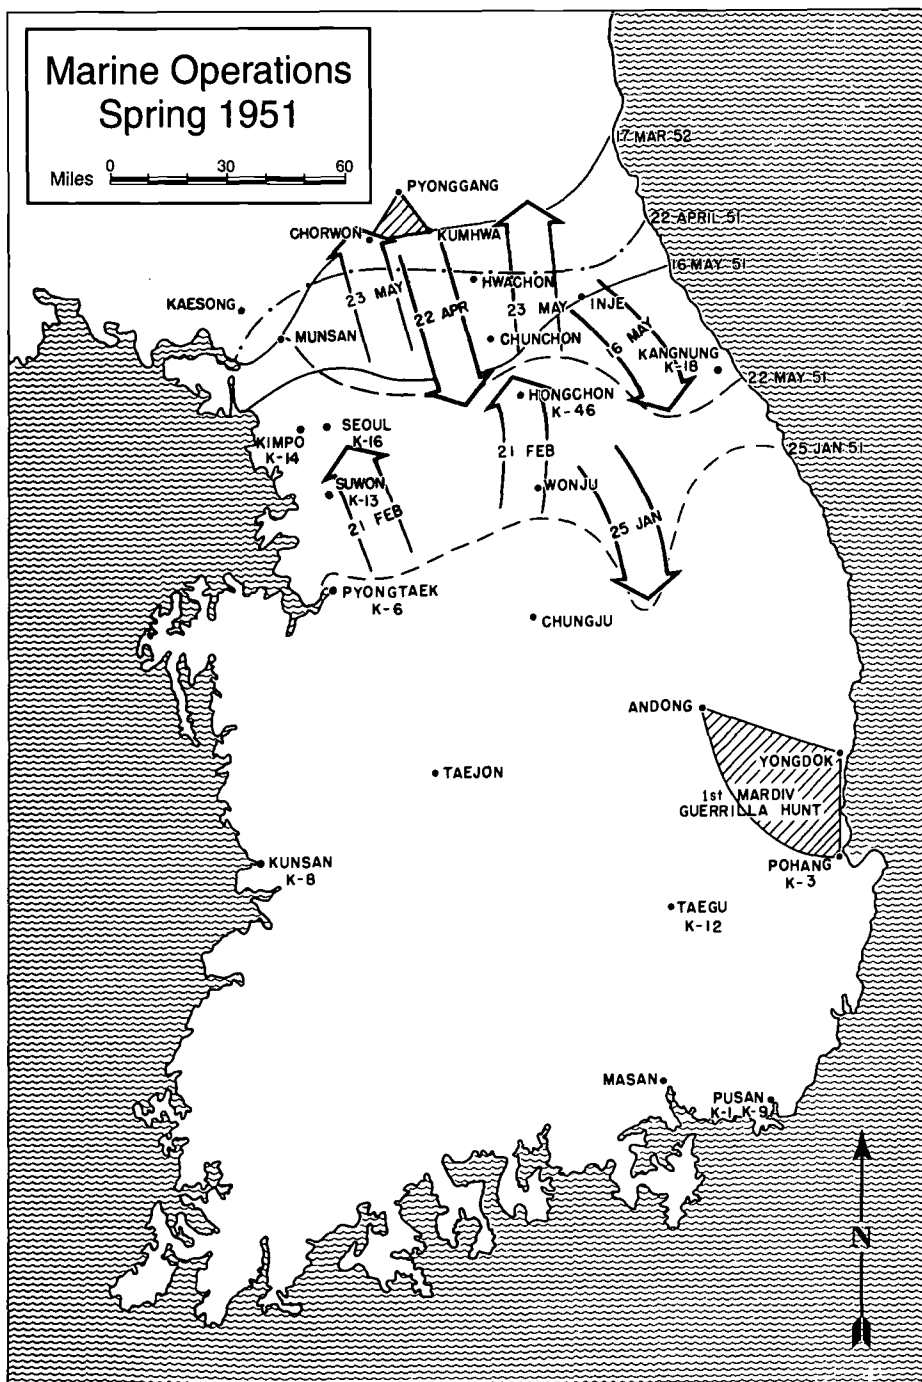 Marine Operations
Spring 1951
Miles 0 30 60
17 MAR 52
PYONGGANG
22 APRIL 51
CHORWON
KUMHWA
16 MAY 51
HWACHON
KAESONG
23 MAY
22 APR
23 MAY
INJE
MUNSAN
CHUNCHON
16 MAY
KANGNUNG
K-18
22 MAY 51
HONGCHON
K-46
SEOUL
K-16
KIMPO
K-14
21 FEB
25 JAN 51
SUWON
K-13
WONJU
21 FEB
25 JAN
PYONGTAEK
K-6
CHUNGJU
ANDONG
YONGDOK
TAEJON
1st MARDIV
GUERRILLA HUNT
KUNSAN
K-8
POHANG
K-3
TAEGU
K-12
MASAN
PUSAN
K-1 K-9
N